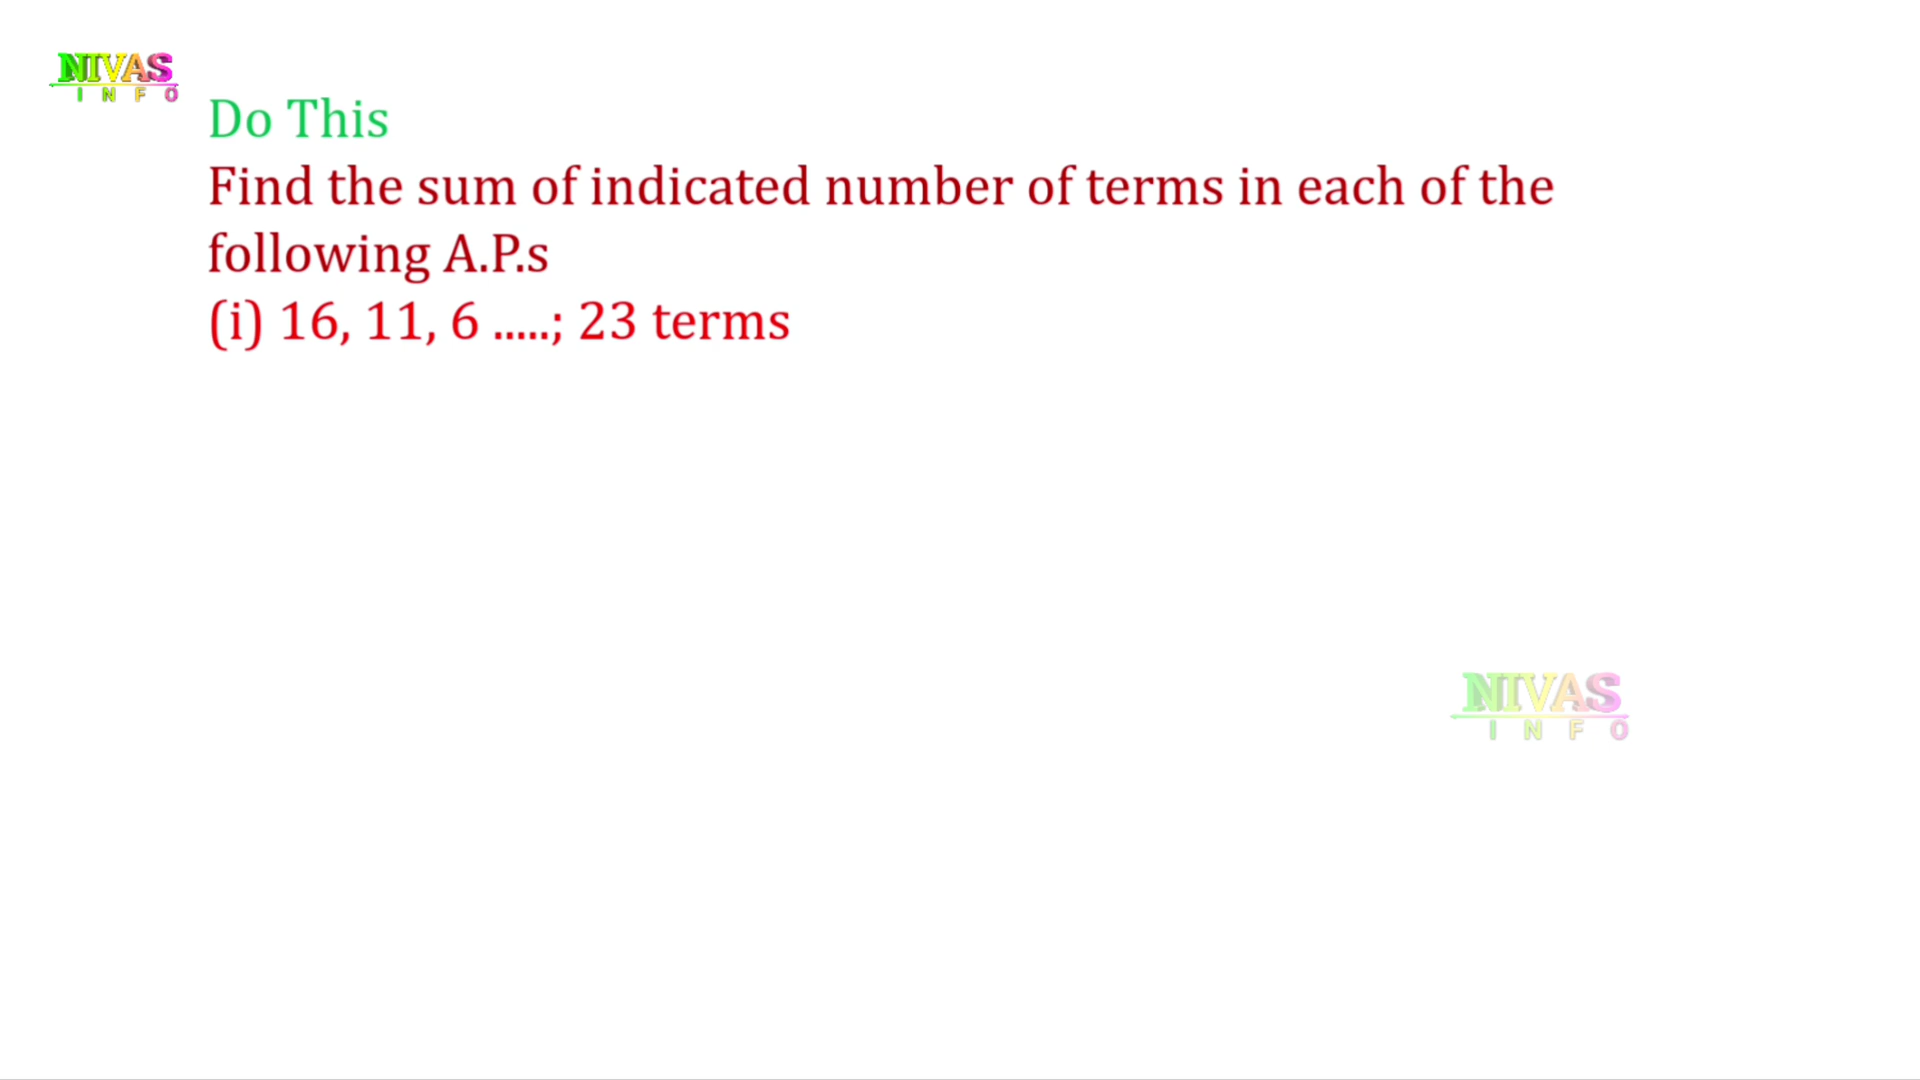 NIVAS
INFO
Do This
Find the sum of indicated number of terms in each of the
following A.P.s
(i) 16, 11, 6 .....; 23 terms
NIVAS
INFO